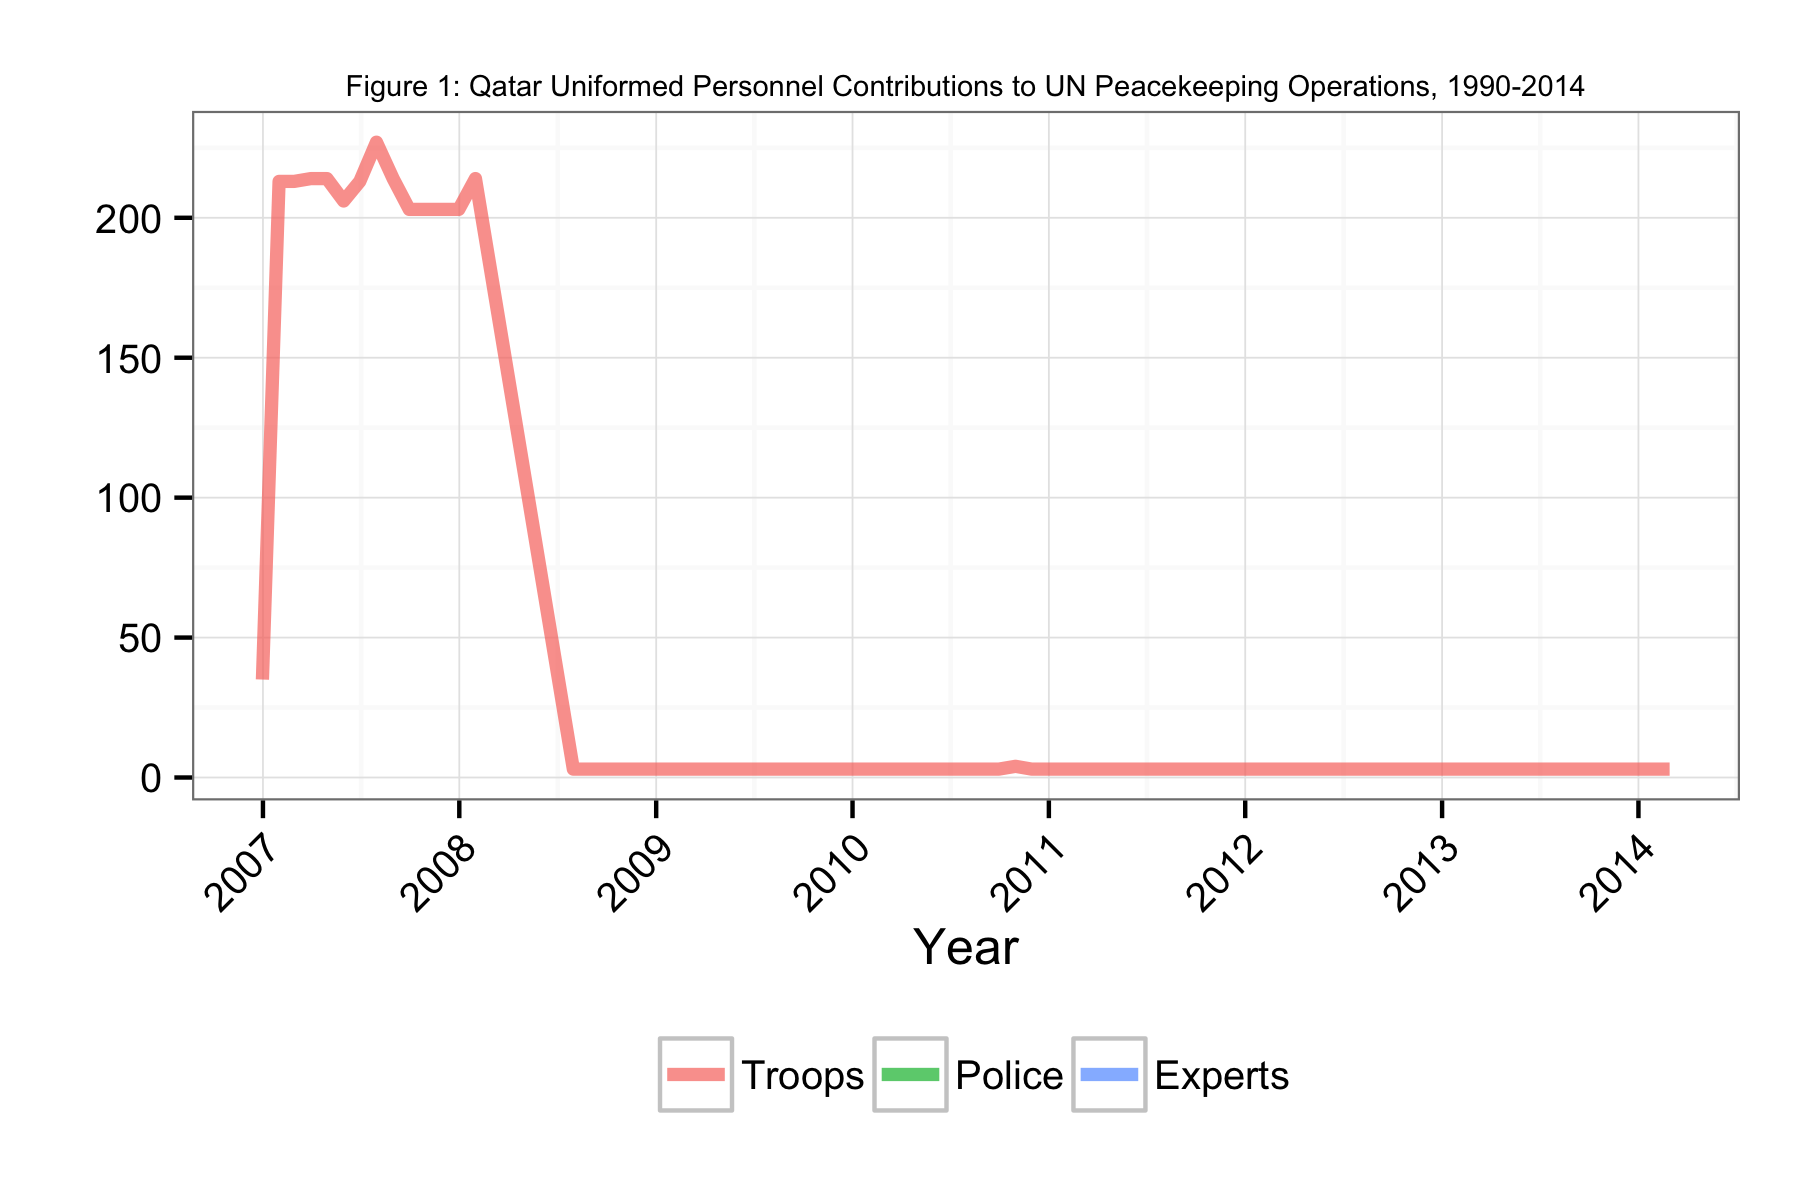 Figure 1: Qatar Uniformed Personnel Contributions to UN Peacekeeping Operations, 1990-2014
200
150
100
50
0
2007 2008 2009 2010 2011 2012 2013 2014
Year
Troops Police Experts